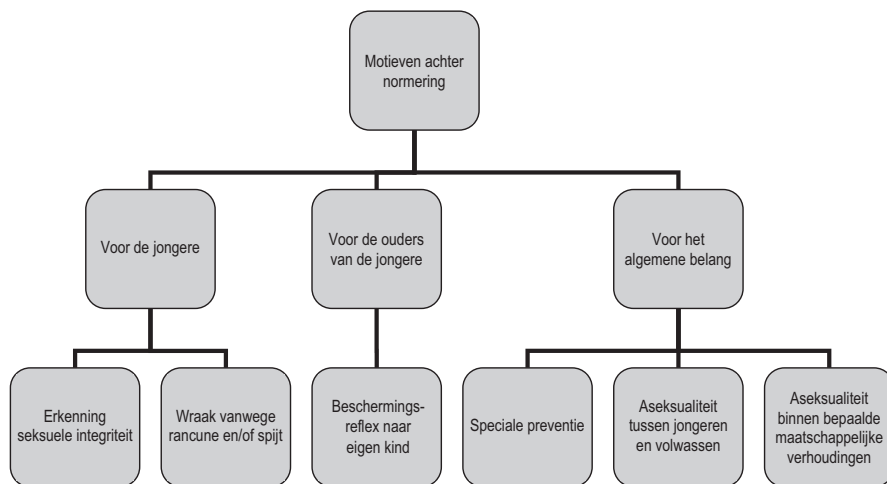 Motieven achter
normering
Voor de jongere
Voor de ouders
van de jongere
Voor het
algemene belang
Erkenning
seksuele integriteit
Wraak vanwege
rancune en/of spijt
Beschermings-
reflex naar
eigen kind
Speciale preventie
Aseksualiteit
tussen jongeren
en volwassen
Aseksualiteit
binnen bepaalde
maatschappelijke
verhoudingen